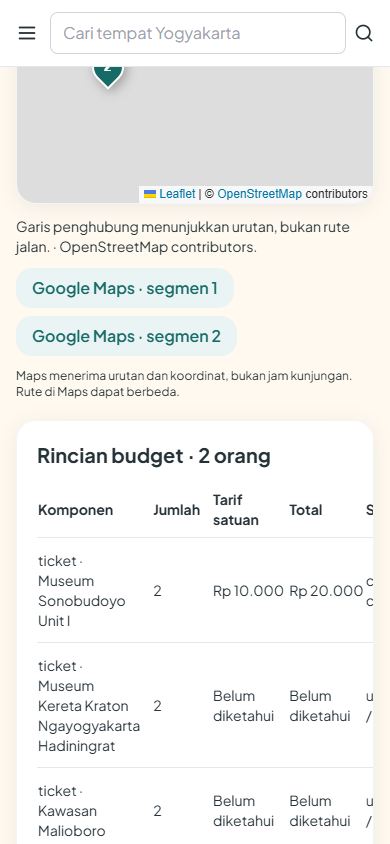 Cari tempat Yogyakarta
2
Leaflet | © OpenStreetMap contributors
Garis penghubung menunjukkan urutan, bukan rute
jalan. · OpenStreetMap contributors.
Google Maps · segmen 1
Google Maps · segmen 2
Maps menerima urutan dan koordinat, bukan jam kunjungan.
Rute di Maps dapat berbeda.
Rincian budget · 2 orang
Komponen Jumlah Tarif satuan Total
ticket ·
Museum
Sonobudoyo
Unit I
2 Rp 10.000 Rp 20.000
ticket ·
Museum
Kereta Kraton
Ngayogyakarta
Hadiningrat
2 Belum diketahui Belum diketahui
ticket ·
Kawasan
Malioboro
2 Belum diketahui Belum diketahui